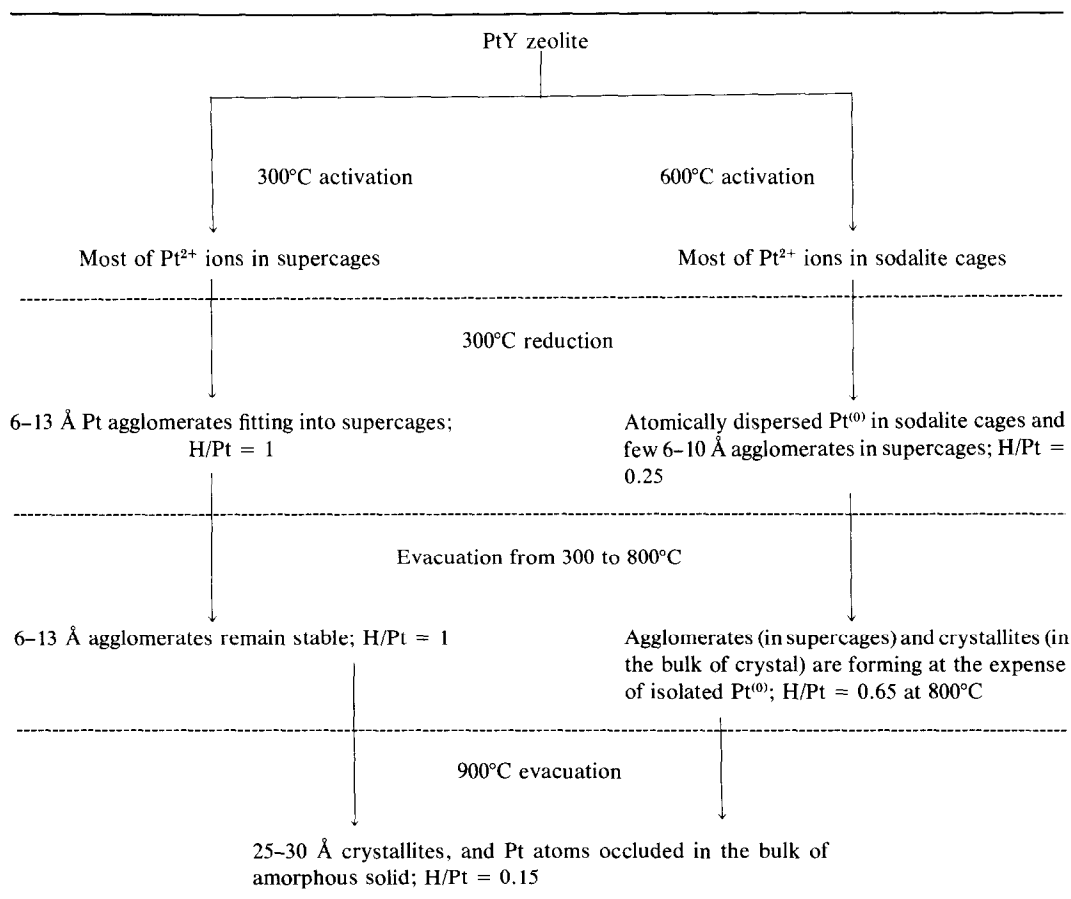 PtY zeolite
300°C activation
600°C activation
Most of Pt²⁺ ions in supercages
Most of Pt²⁺ ions in sodalite cages
300°C reduction
6–13 Å Pt agglomerates fitting into supercages;
H/Pt = 1
Atomically dispersed Pt⁽⁰⁾ in sodalite cages and
few 6–10 Å agglomerates in supercages; H/Pt =
0.25
Evacuation from 300 to 800°C
6–13 Å agglomerates remain stable; H/Pt = 1
Agglomerates (in supercages) and crystallites (in
the bulk of crystal) are forming at the expense
of isolated Pt⁽⁰⁾; H/Pt = 0.65 at 800°C
900°C evacuation
25–30 Å crystallites, and Pt atoms occluded in the bulk of
amorphous solid; H/Pt = 0.15